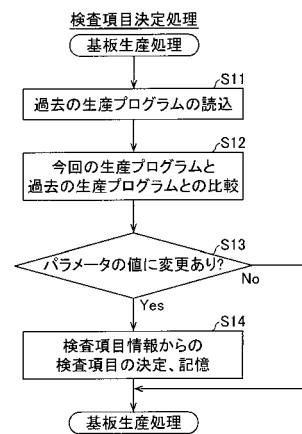 検査項目決定処理
基板生産処理
S11
過去の生産プログラムの読込
S12
今回の生産プログラムと
過去の生産プログラムとの比較
S13
パラメータの値に変更あり?
No
Yes
S14
検査項目情報からの
検査項目の決定、記憶
基板生産処理